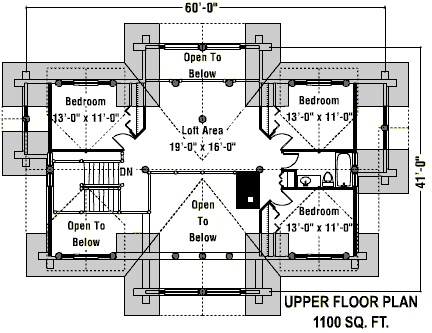 60'-0"
Open To
Below
Bedroom
13'-0" x 11'-0"
Bedroom
13'-0" x 11'-0"
Loft Area
19'-0" x 16'-0"
DN
41'-0"
Open
To
Below
Open To
Below
Bedroom
13'-0" x 11'-0"
UPPER FLOOR PLAN
1100 SQ. FT.